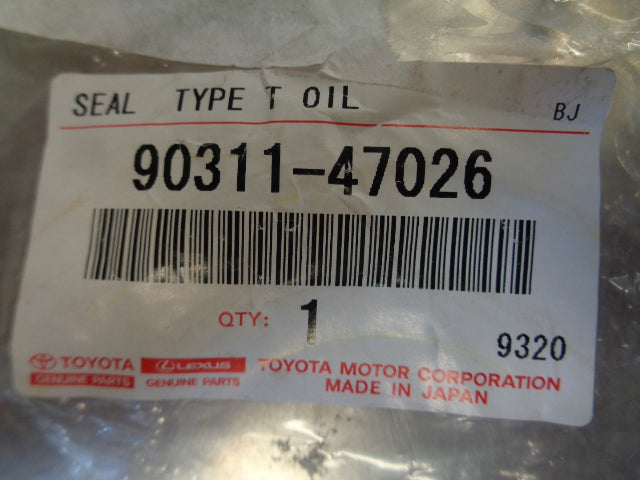 SEAL TYPE T OIL BJ
90311-47026
QTY: 1
9320
TOYOTA LEXUS TOYOTA MOTOR CORPORATION
GENUINE PARTS GENUINE PARTS MADE IN JAPAN